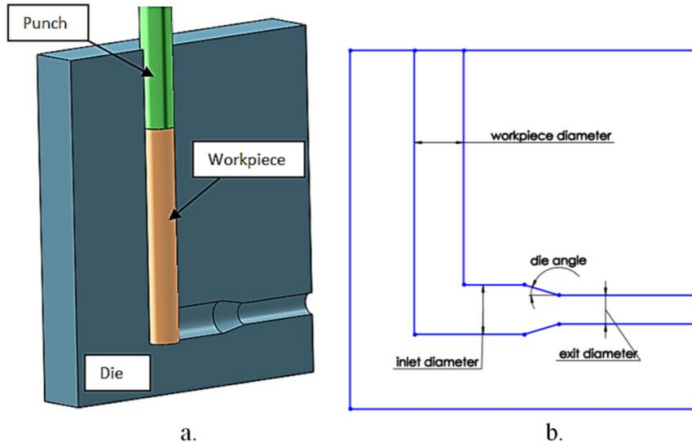 Punch
Workpiece
Die
a.
workpiece diameter
die angle
inlet diameter
exit diameter
b.